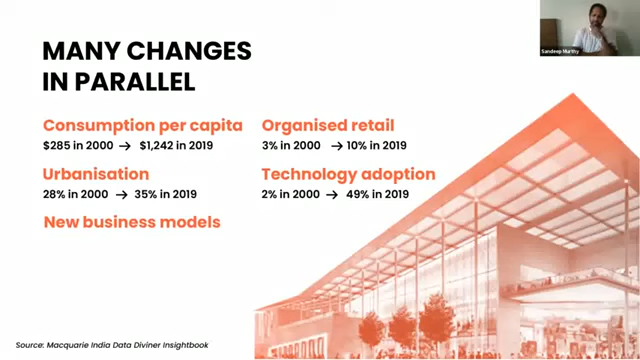 Sandeep Murthy
MANY CHANGES
IN PARALLEL
Consumption per capita
$285 in 2000 → $1,242 in 2019
Organised retail
3% in 2000 → 10% in 2019
Urbanisation
28% in 2000 → 35% in 2019
Technology adoption
2% in 2000 → 49% in 2019
New business models
Source: Macquarie India Data Diviner Insightbook